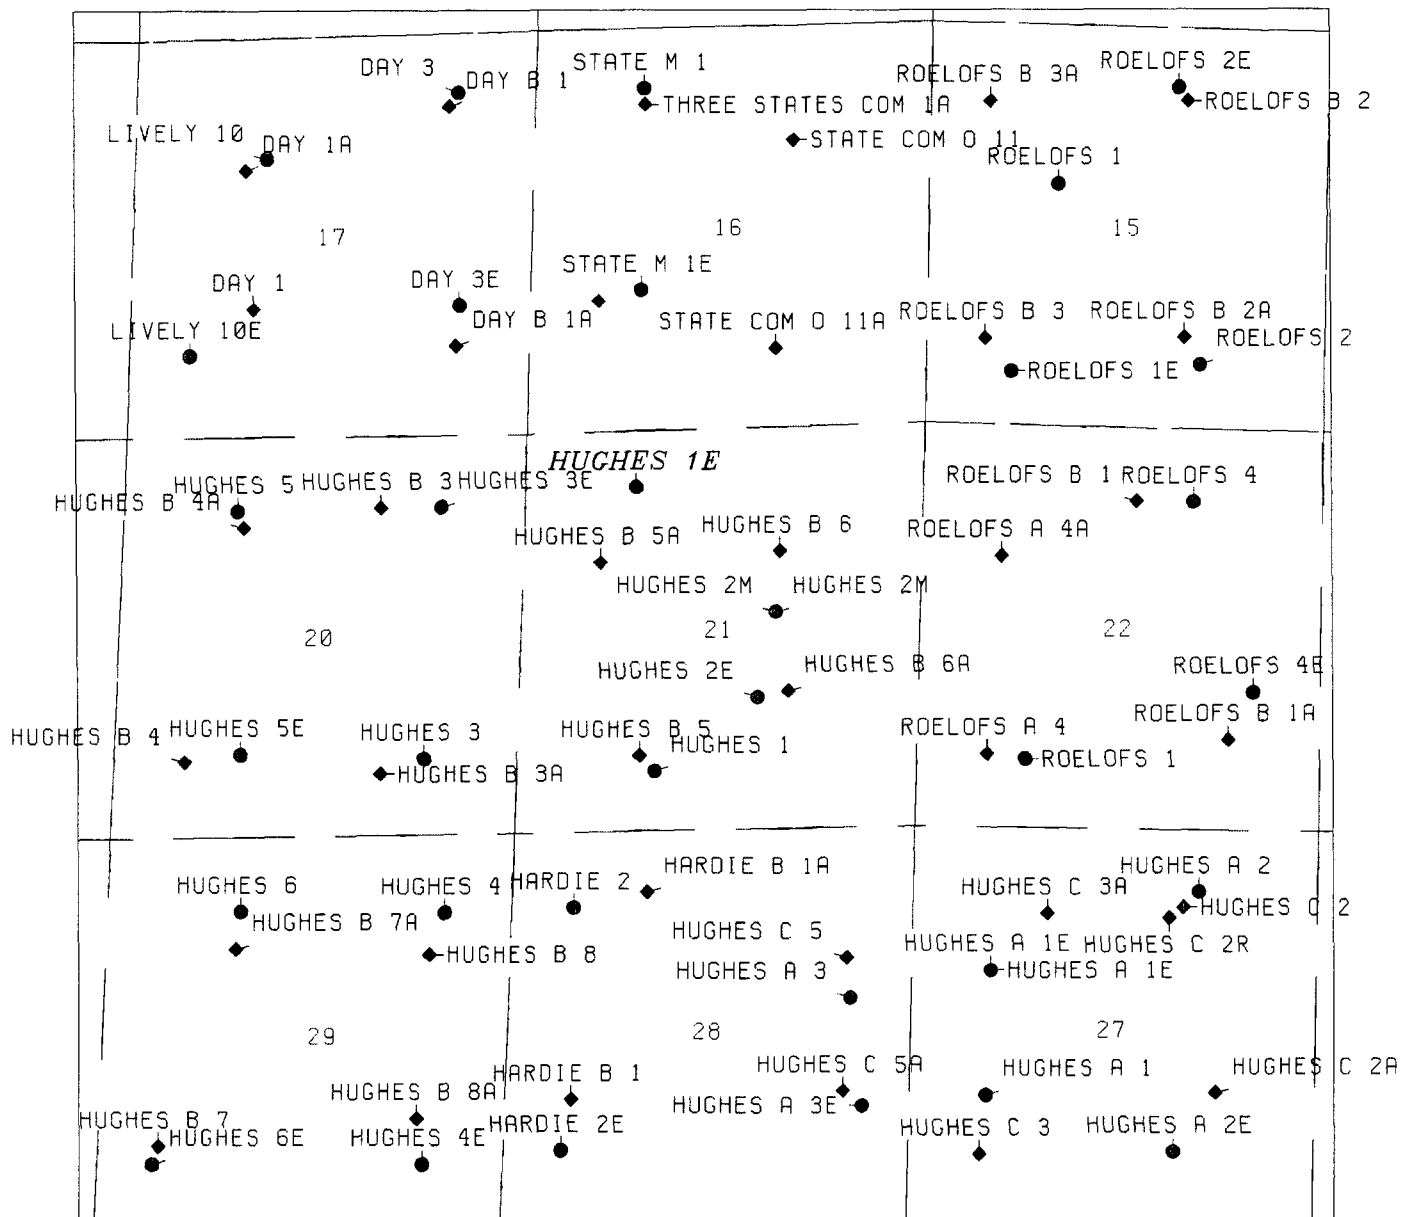 DAY 3
DAY B 1
STATE M 1
ROELOFS B 3A
ROELOFS 2E
THREE STATES COM 1A
ROELOFS B 2
LIVELY 10
DAY 1A
STATE COM O 11
ROELOFS 1
17
16
15
DAY 1
DAY 3E
STATE M 1E
LIVELY 10E
DAY B 1A
STATE COM O 11A
ROELOFS B 3
ROELOFS B 2A
ROELOFS 2
ROELOFS 1E
HUGHES 1E
HUGHES B 4A
HUGHES 5
HUGHES B 3
HUGHES 3E
ROELOFS B 1
ROELOFS 4
HUGHES B 5A
HUGHES B 6
ROELOFS A 4A
HUGHES 2M
HUGHES 2M
20
21
22
HUGHES 2E
HUGHES B 6A
ROELOFS 4E
HUGHES B 4
HUGHES 5E
HUGHES 3
HUGHES B 5
HUGHES 1
ROELOFS A 4
ROELOFS B 1A
HUGHES B 3A
ROELOFS 1
HUGHES 6
HUGHES 4
HARDIE 2
HARDIE B 1A
HUGHES C 3A
HUGHES A 2
HUGHES B 7A
HUGHES C 2
HUGHES B 8
HUGHES C 5
HUGHES A 1E
HUGHES C 2R
HUGHES A 3
HUGHES A 1E
29
28
27
HUGHES B 8A
HARDIE B 1
HUGHES C 5A
HUGHES A 1
HUGHES C 2A
HUGHES A 3E
HUGHES B 7
HUGHES 6E
HUGHES 4E
HARDIE 2E
HUGHES C 3
HUGHES A 2E